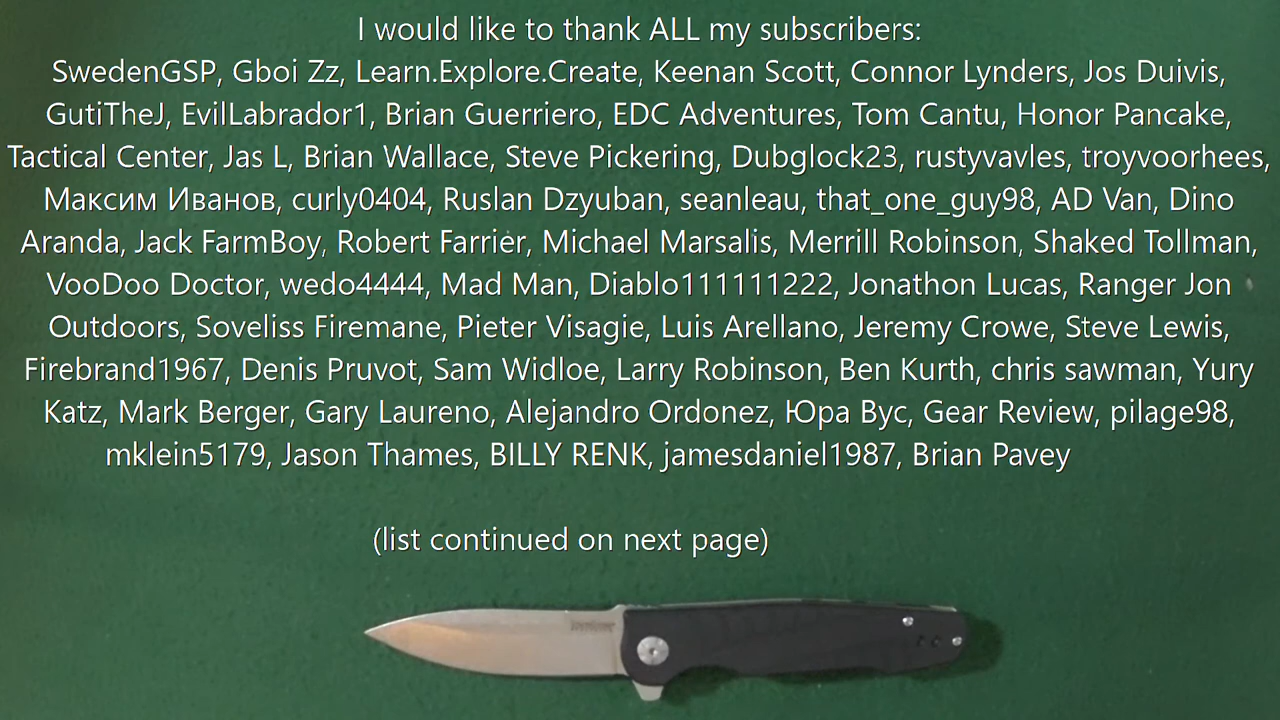 I would like to thank ALL my subscribers:
SwedenGSP, Gboi Zz, Learn.Explore.Create, Keenan Scott, Connor Lynders, Jos Duivis,
GutiTheJ, EvilLabrador1, Brian Guerriero, EDC Adventures, Tom Cantu, Honor Pancake,
Tactical Center, Jas L, Brian Wallace, Steve Pickering, Dubglock23, rustyvavles, troyvoorhees,
Максим Иванов, curly0404, Ruslan Dzyuban, seanleau, that_one_guy98, AD Van, Dino
Aranda, Jack FarmBoy, Robert Farrier, Michael Marsalis, Merrill Robinson, Shaked Tollman,
VooDoo Doctor, wedo4444, Mad Man, Diablo111111222, Jonathon Lucas, Ranger Jon
Outdoors, Soveliss Firemane, Pieter Visagie, Luis Arellano, Jeremy Crowe, Steve Lewis,
Firebrand1967, Denis Pruvot, Sam Widloe, Larry Robinson, Ben Kurth, chris sawman, Yury
Katz, Mark Berger, Gary Laureno, Alejandro Ordonez, Юра Вус, Gear Review, pilage98,
mklein5179, Jason Thames, BILLY RENK, jamesdaniel1987, Brian Pavey
(list continued on next page)